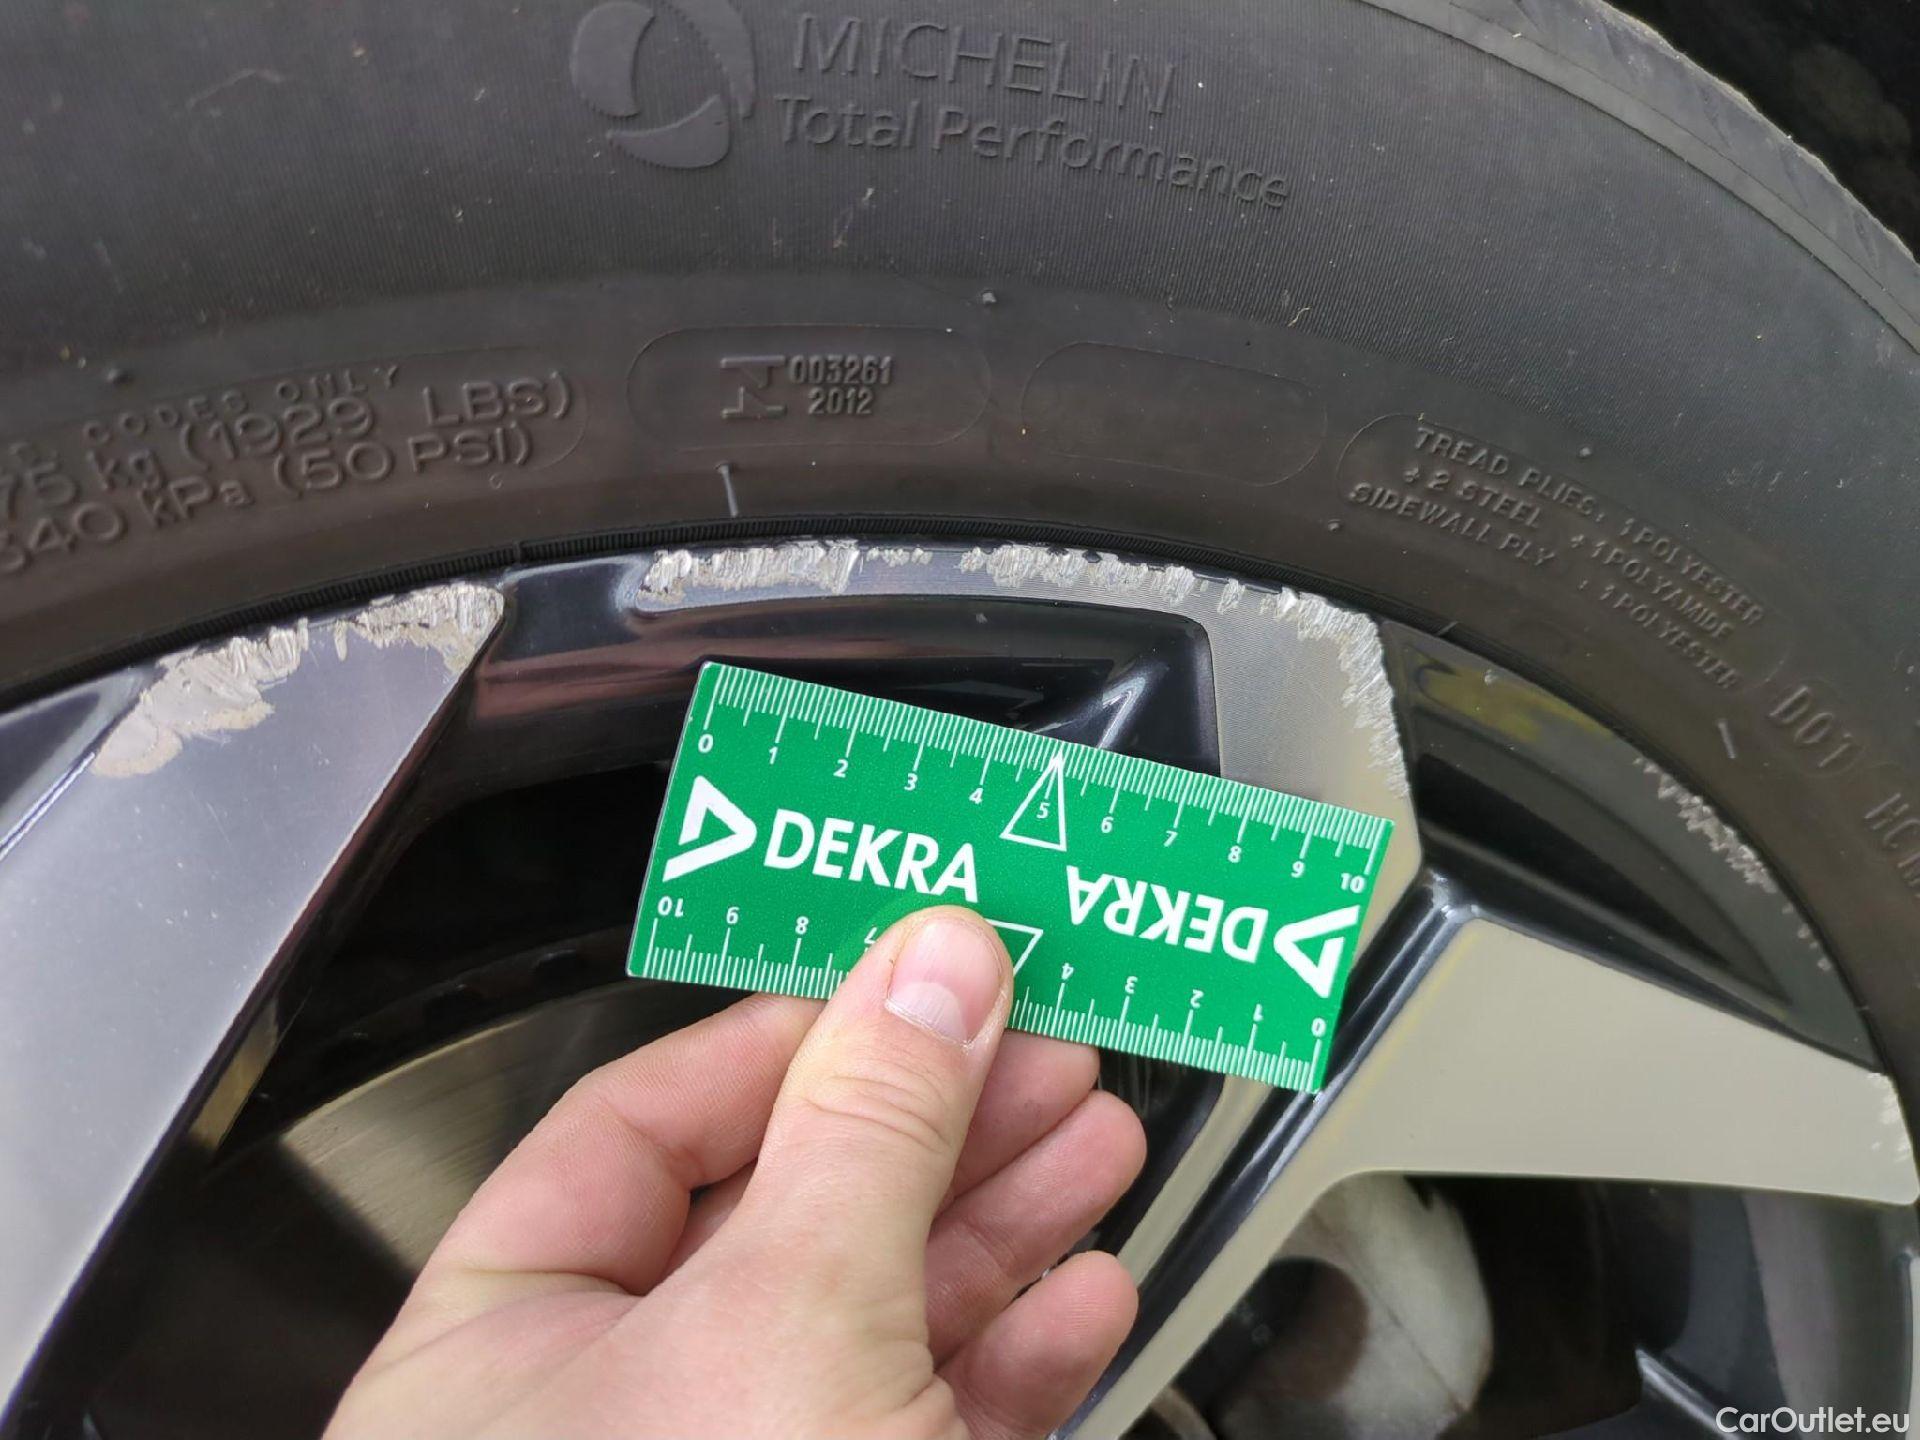 MICHELIN
Total Performance
CODES ONLY
75 kg (1929 LBS)
340 kPa (50 PSI)
003261
2012
TREAD PLIES: 1 POLYESTER
+ 2 STEEL + 1 POLYAMIDE
SIDEWALL PLY : 1 POLYESTER
DOT
0 1 2 3 4 5 6 7 8 9 10
DEKRA
DEKRA
10 9 8 7 4 3 2 1 0
CarOutlet.eu